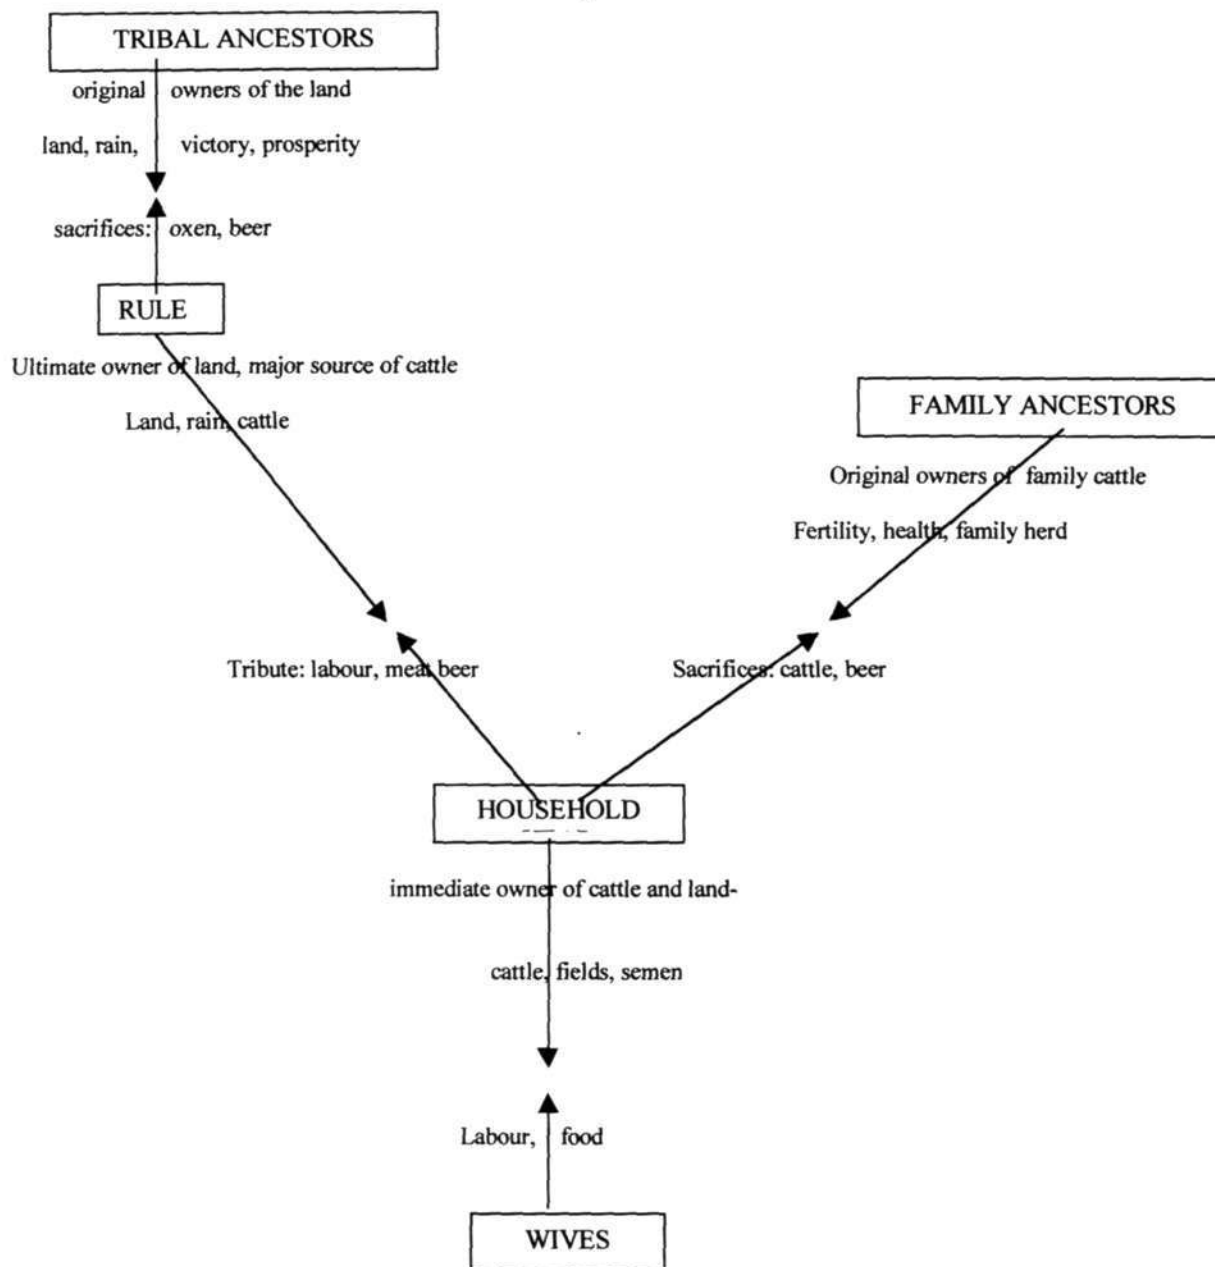 TRIBAL ANCESTORS
original owners of the land
land, rain, victory, prosperity
sacrifices: oxen, beer
RULE
Ultimate owner of land, major source of cattle
Land, rain, cattle
FAMILY ANCESTORS
Original owners of family cattle
Fertility, health, family herd
Tribute: labour, meat beer
Sacrifices: cattle, beer
HOUSEHOLD
immediate owner of cattle and land-
cattle, fields, semen
Labour, food
WIVES